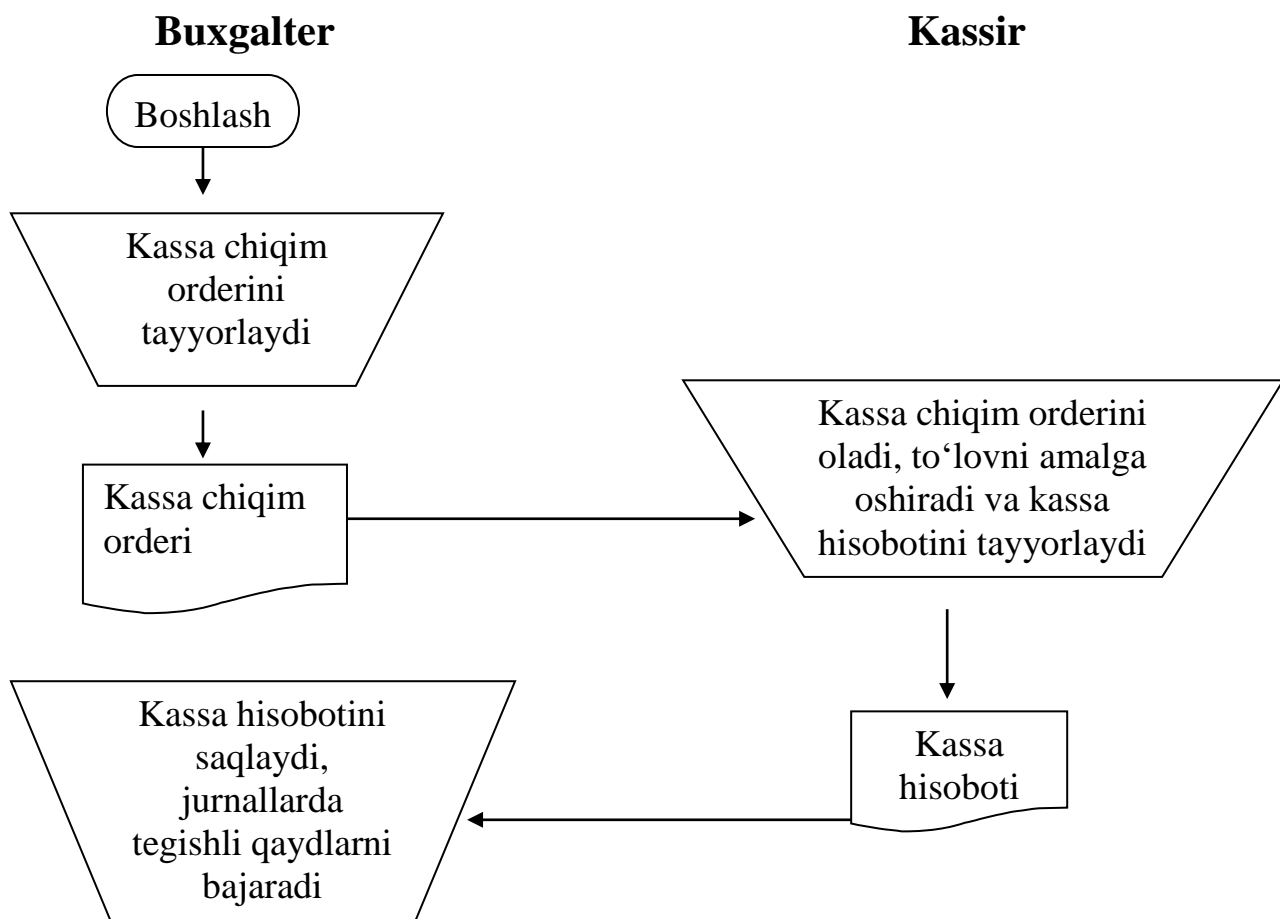 Buxgalter
Kassir
Boshlash
Kassa chiqim
orderini
tayyorlaydi
Kassa chiqim orderini
oladi, to‘lovni amalga
oshiradi va kassa
hisobotini tayyorlaydi
Kassa chiqim
orderi
Kassa hisobotini
saqlaydi,
jurnallarda
tegishli qaydlarni
bajaradi
Kassa
hisoboti